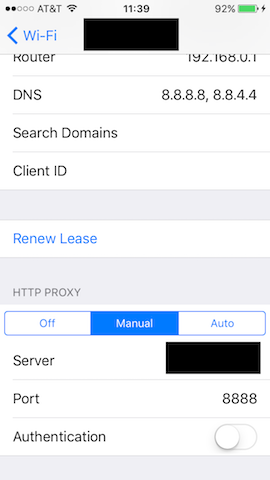 AT&T 11:39 92%
Wi-Fi
Router 192.168.0.1
DNS 8.8.8.8, 8.8.4.4
Search Domains
Client ID
Renew Lease
HTTP PROXY
Off Manual Auto
Server
Port 8888
Authentication